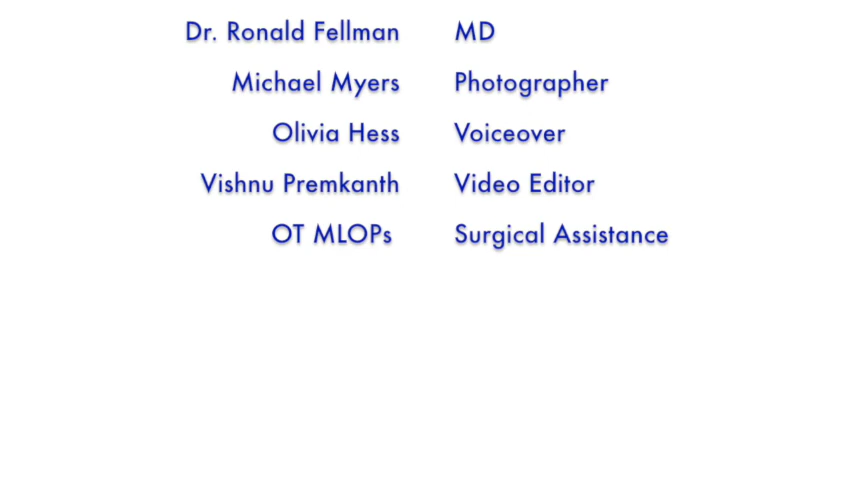 Dr. Ronald Fellman MD
Michael Myers Photographer
Olivia Hess Voiceover
Vishnu Premkanth Video Editor
OT MLOPs Surgical Assistance